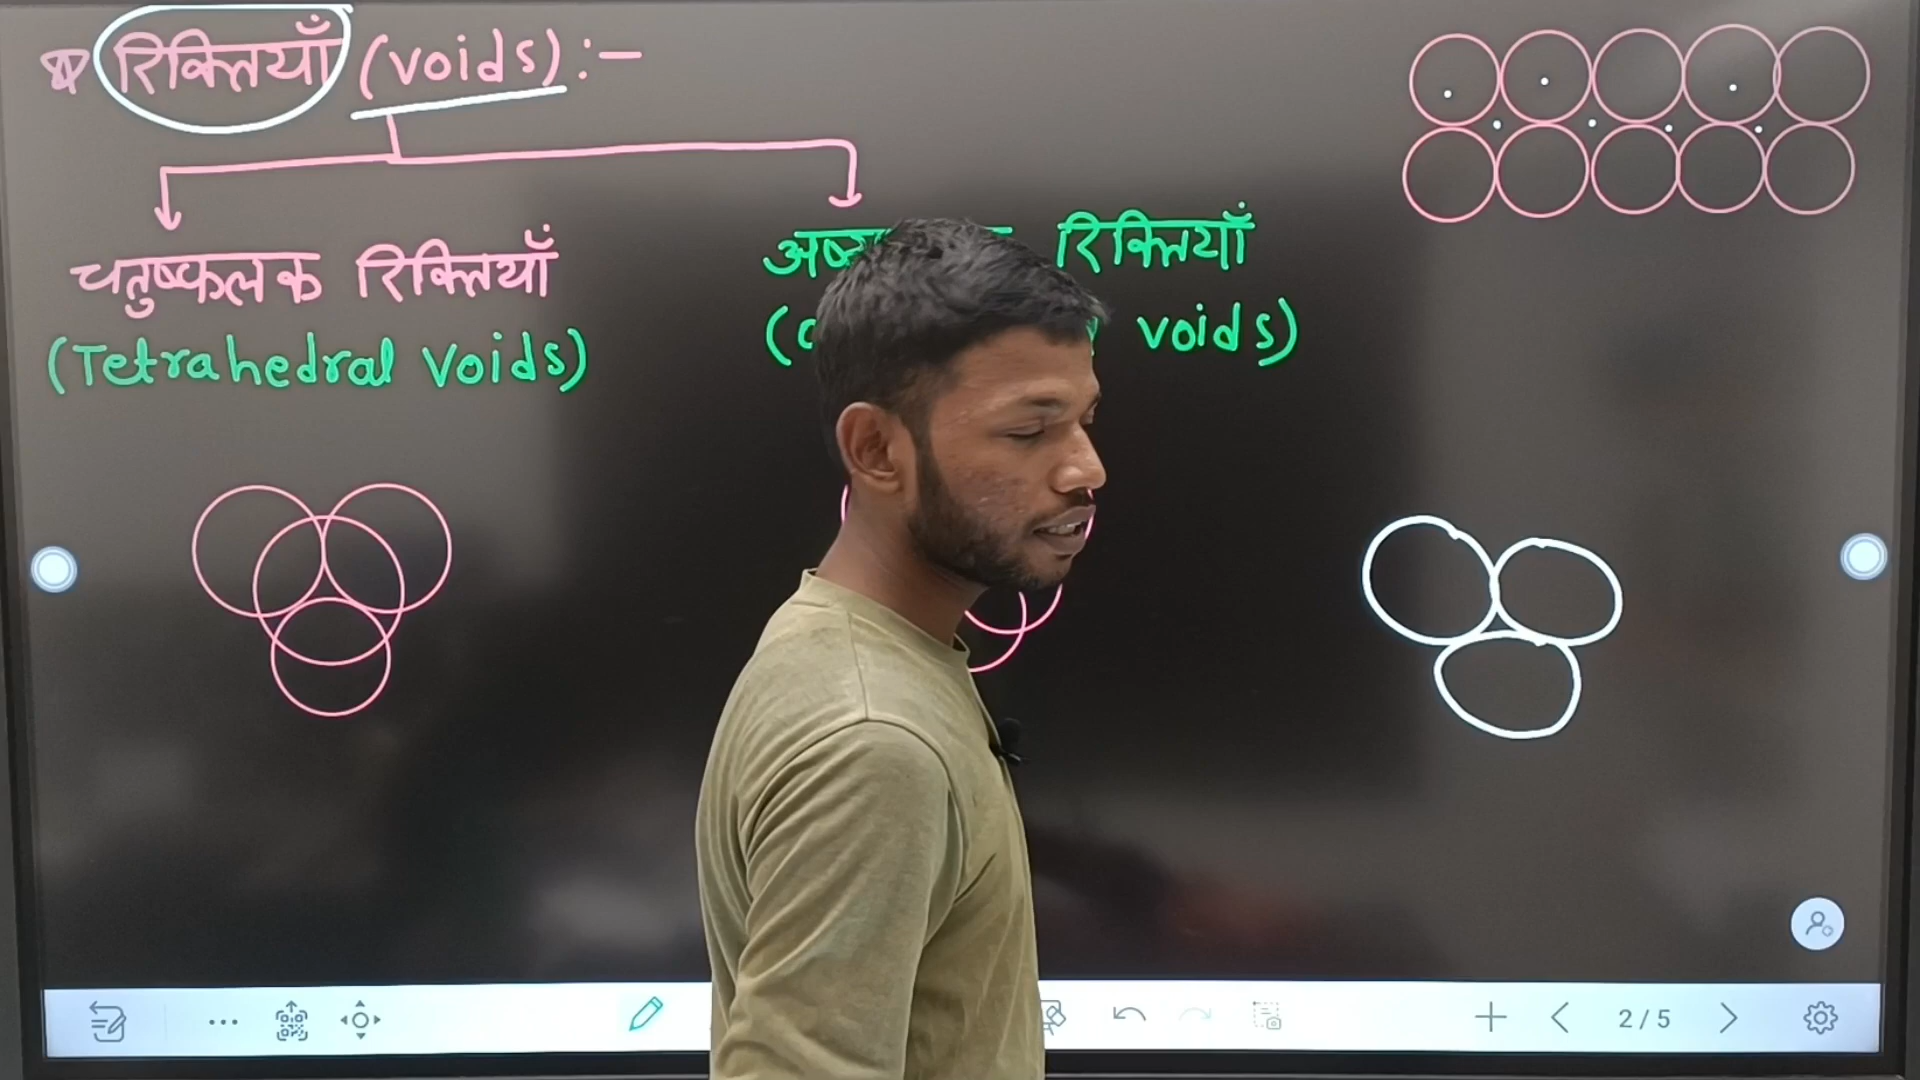 रिक्तियाँ (voids):-
चतुष्फलक रिक्तियाँ
(Tetrahedral Voids)
रिक्तियाँ
voids)
2/5